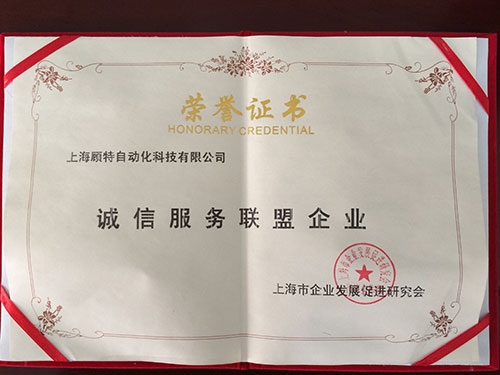 荣誉证书
HONORARY CREDENTIAL
上海顾特自动化科技有限公司
诚信服务联盟企业
上海市企业发展促进研究会